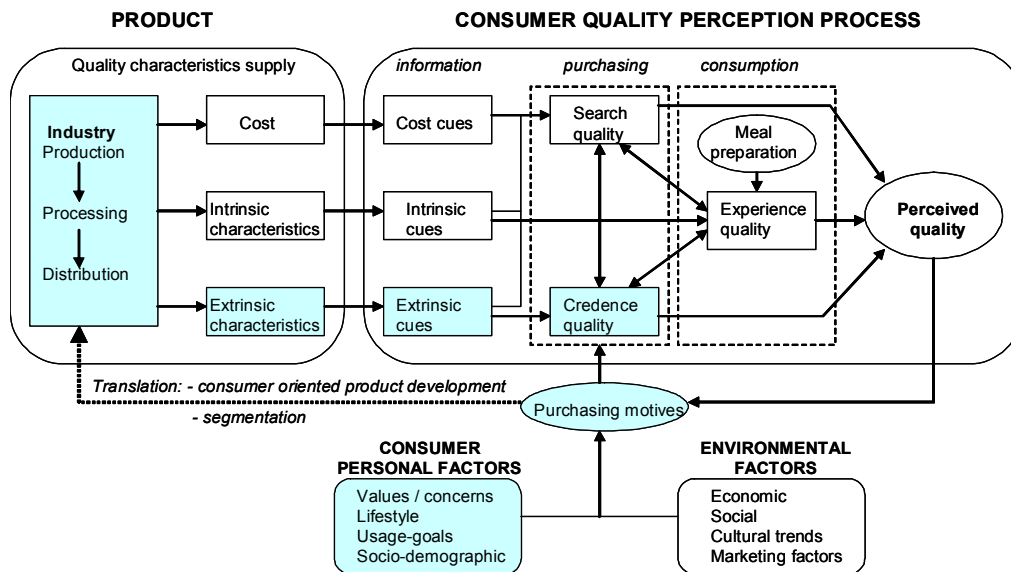 PRODUCT
CONSUMER QUALITY PERCEPTION PROCESS
Quality characteristics supply
information
purchasing
consumption
Industry
Production
Processing
Distribution
Cost
Intrinsic
characteristics
Extrinsic
characteristics
Cost cues
Intrinsic
cues
Extrinsic
cues
Search
quality
Credence
quality
Meal
preparation
Experience
quality
Perceived
quality
Translation: - consumer oriented product development
- segmentation
Purchasing motives
CONSUMER
PERSONAL FACTORS
Values / concerns
Lifestyle
Usage-goals
Socio-demographic
ENVIRONMENTAL
FACTORS
Economic
Social
Cultural trends
Marketing factors